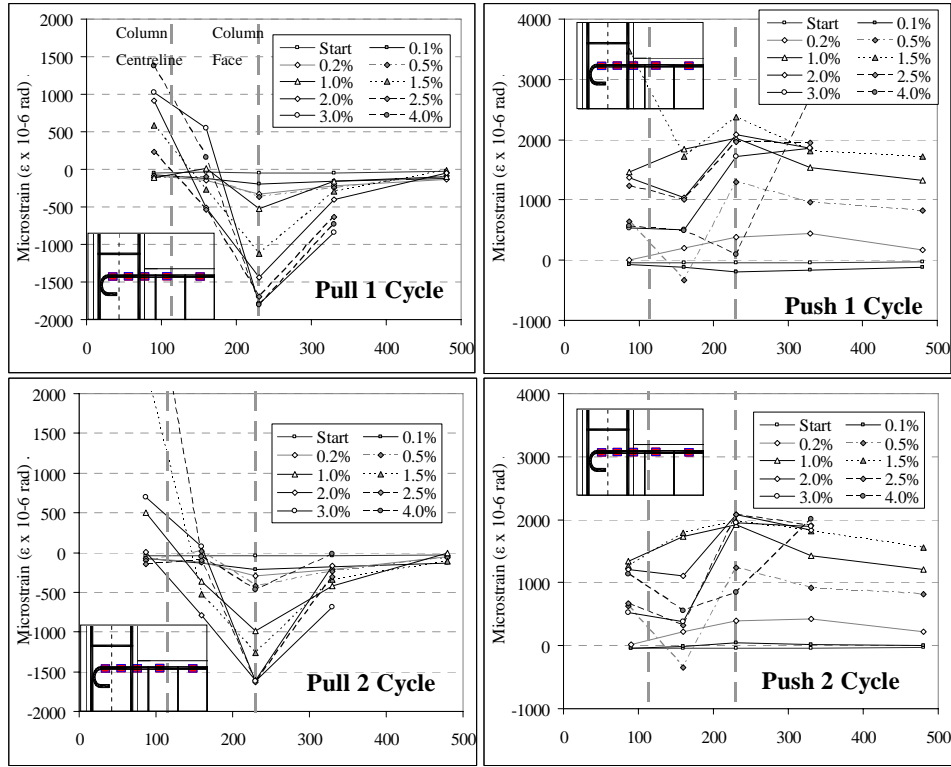 2000
1500
1000
500
0
-500
-1000
-1500
-2000
Microstrain (ε x 10-6 rad) .
Column Column
Centreline Face
Start 0.1%
0.2% 0.5%
1.0% 1.5%
2.0% 2.5%
3.0% 4.0%
Pull 1 Cycle
0 100 200 300 400 500
4000
3000
2000
1000
0
-1000
Microstrain (ε x 10-6 rad) .
Start 0.1%
0.2% 0.5%
1.0% 1.5%
2.0% 2.5%
3.0% 4.0%
Push 1 Cycle
0 100 200 300 400 500
2000
1500
1000
500
0
-500
-1000
-1500
-2000
Microstrain (ε x 10-6 rad) .
Start 0.1%
0.2% 0.5%
1.0% 1.5%
2.0% 2.5%
3.0% 4.0%
Pull 2 Cycle
0 100 200 300 400 500
4000
3000
2000
1000
0
-1000
Microstrain (ε x 10-6 rad) .
Start 0.1%
0.2% 0.5%
1.0% 1.5%
2.0% 2.5%
3.0% 4.0%
Push 2 Cycle
0 100 200 300 400 500